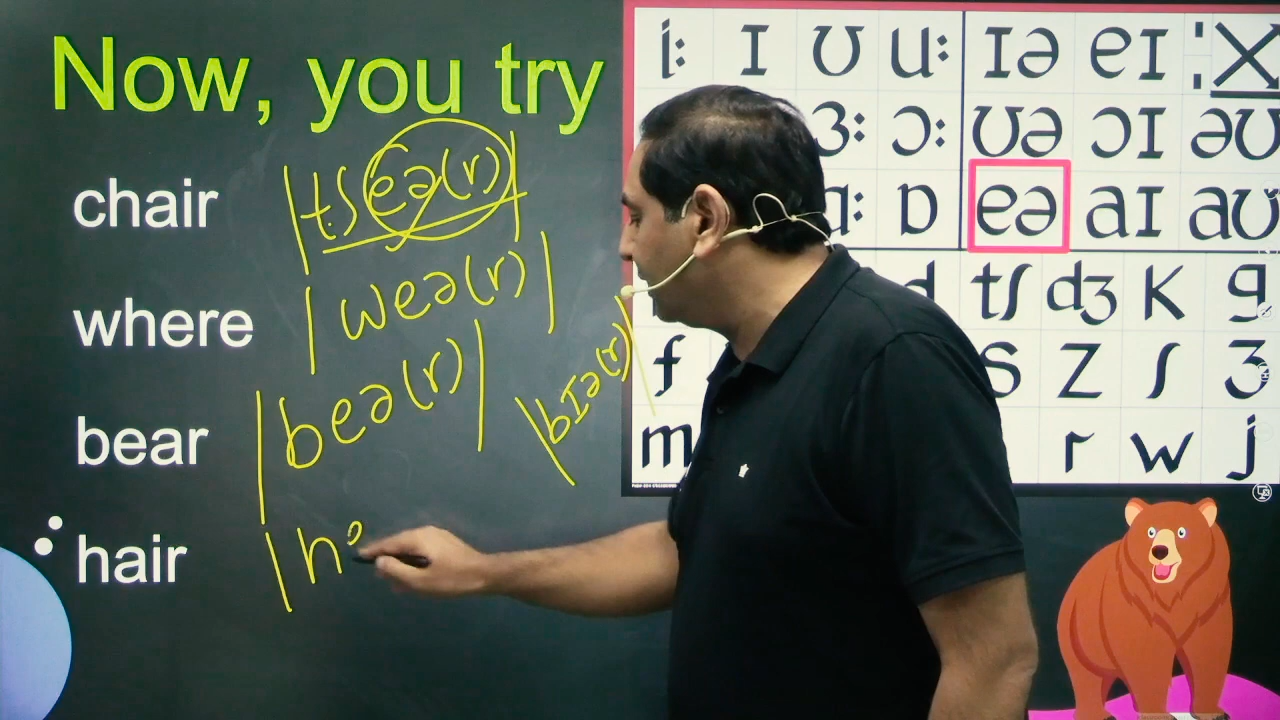 Now, you try
chair /tʃeə(r)/
where /weə(r)/
bear /beə(r)/ /bɪə(r)/
hair /he
iː ɪ ʊ uː ɪə eɪ
ɜː ɔː ʊə ɔɪ əʊ
ɑː ɒ eə aɪ aʊ
d tʃ dʒ k g
f s z ʃ ʒ
m r w j